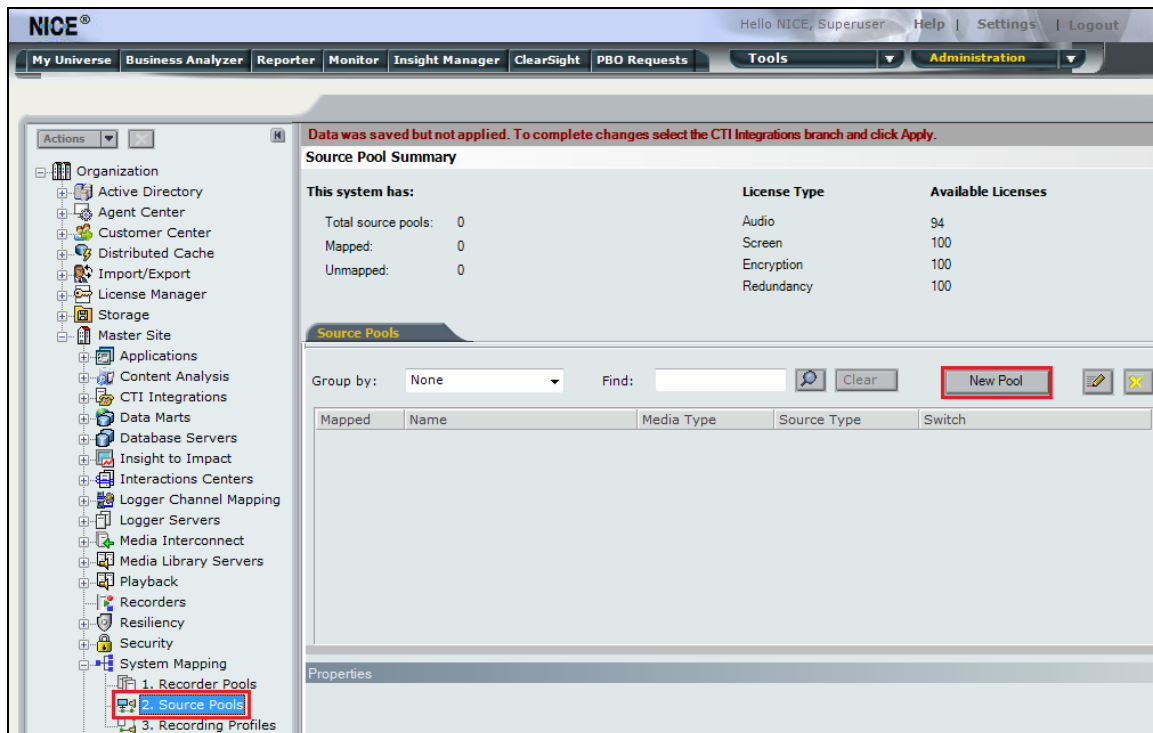 NICE®
Hello NICE, Superuser Help | Settings | Logout
My Universe Business Analyzer Reporter Monitor Insight Manager ClearSight PBO Requests Tools Administration
Actions
Organization
Active Directory
Agent Center
Customer Center
Distributed Cache
Import/Export
License Manager
Storage
Master Site
Applications
Content Analysis
CTI Integrations
Data Marts
Database Servers
Insight to Impact
Interactions Centers
Logger Channel Mapping
Logger Servers
Media Interconnect
Media Library Servers
Playback
Recorders
Resiliency
Security
System Mapping
1. Recorder Pools
2. Source Pools
3. Recording Profiles
Data was saved but not applied. To complete changes select the CTI Integrations branch and click Apply.
Source Pool Summary
This system has:
Total source pools: 0
Mapped: 0
Unmapped: 0
License Type Available Licenses
Audio 94
Screen 100
Encryption 100
Redundancy 100
Source Pools
Group by: None Find: Clear New Pool
Mapped Name Media Type Source Type Switch
Properties